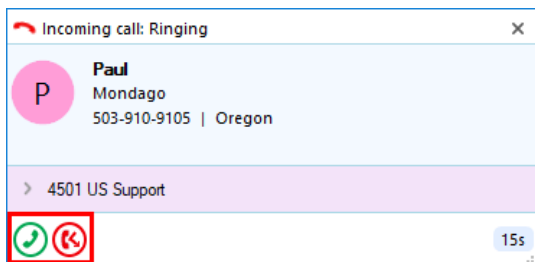 Incoming call: Ringing
Paul
P
Mondago
503-910-9105 | Oregon
4501 US Support
15s